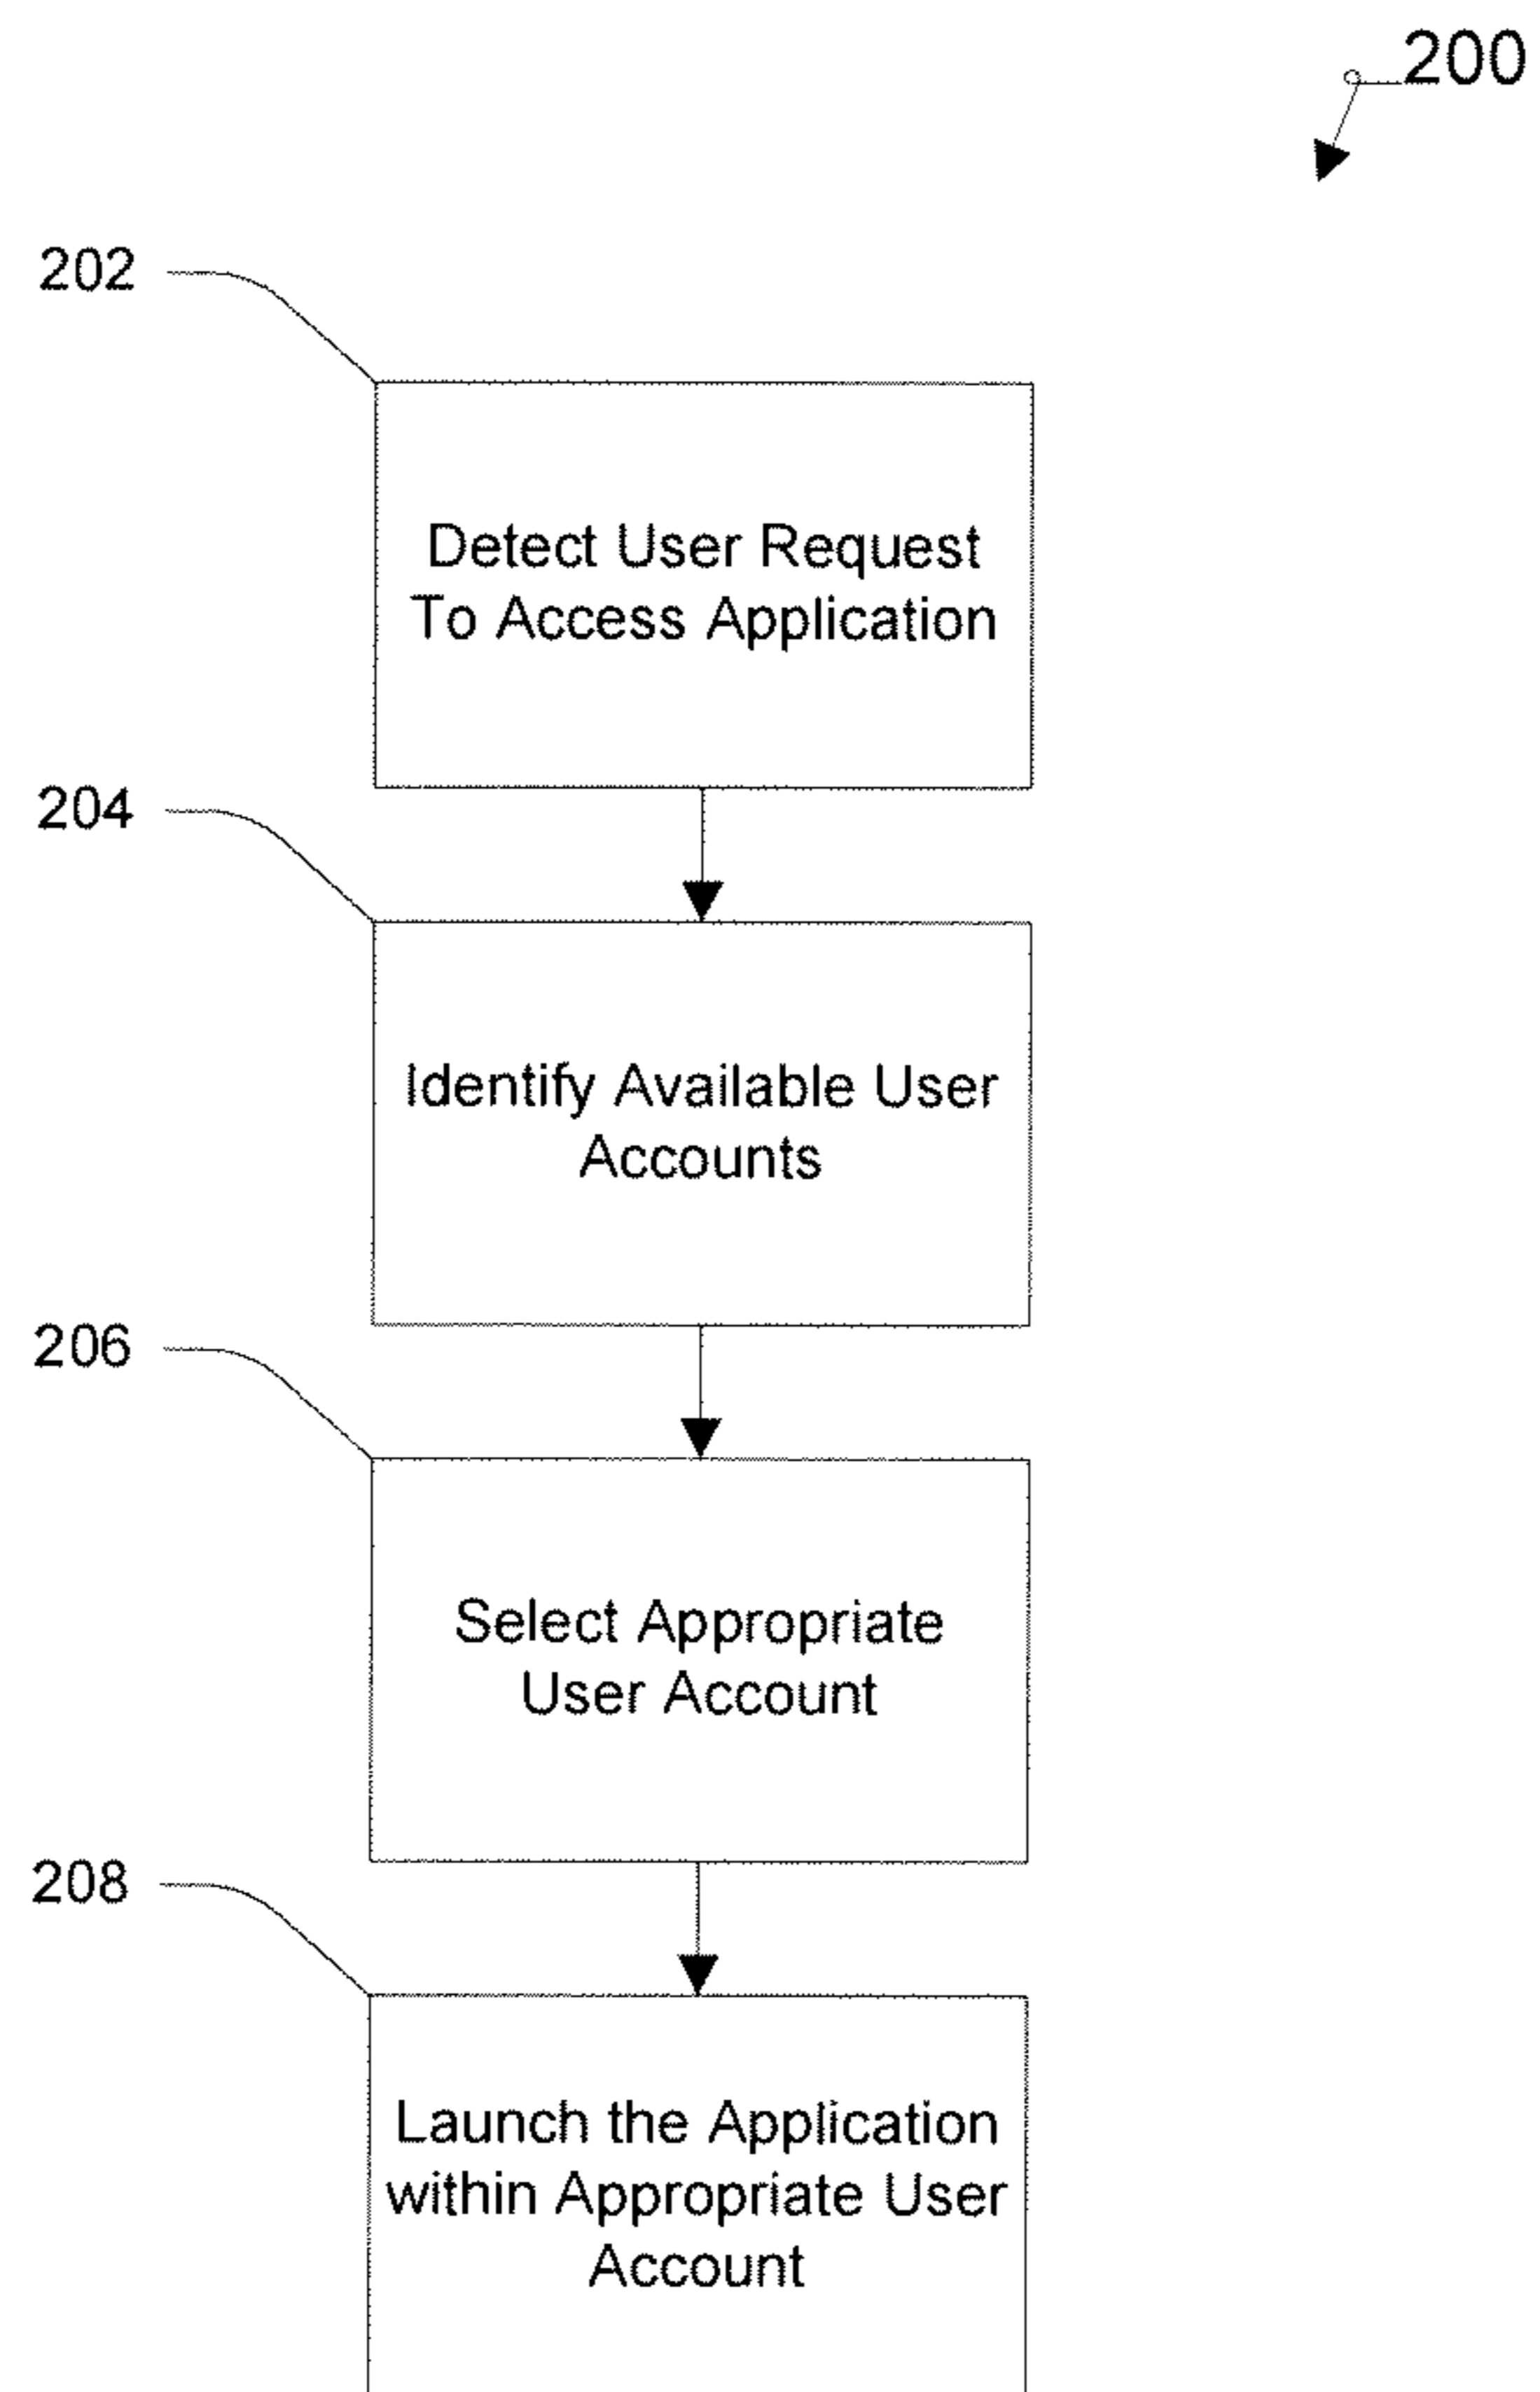 200
202
Detect User Request
To Access Application
204
Identify Available User
Accounts
206
Select Appropriate
User Account
208
Launch the Application
within Appropriate User
Account